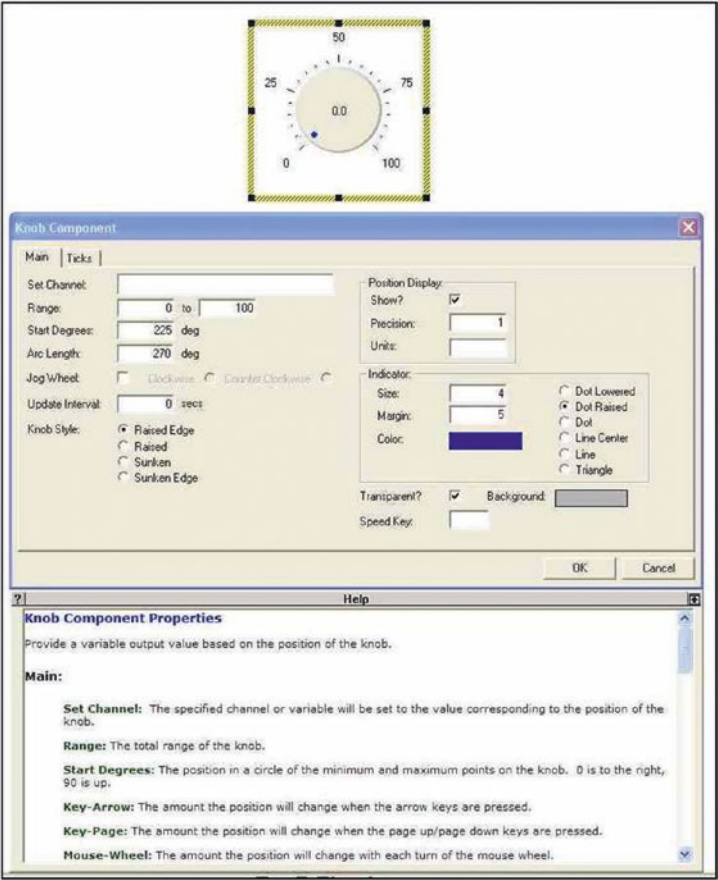 50
25 75
0.0
0 100
Knob Component
Main Ticks
Set Channel:
Range: 0 to 100
Start Degrees: 225 deg
Arc Length: 270 deg
Jog Wheel: Clockwise Counter Clockwise
Update Interval: 0 secs
Knob Style: Raised Edge
Raised
Sunken
Sunken Edge
Position Display:
Show?
Precision: 1
Units:
Indicator:
Size: 4
Margin: 5
Color:
Dot Lowered
Dot Raised
Dot
Line Center
Line
Triangle
Transparent? Background:
Speed Key:
OK Cancel
? Help
Knob Component Properties
Provide a variable output value based on the position of the knob.
Main:
Set Channel: The specified channel or variable will be set to the value corresponding to the position of the
knob.
Range: The total range of the knob.
Start Degrees: The position in a circle of the minimum and maximum points on the knob. 0 is to the right,
90 is up.
Key-Arrow: The amount the position will change when the arrow keys are pressed.
Key-Page: The amount the position will change when the page up/page down keys are pressed.
Mouse-Wheel: The amount the position will change with each turn of the mouse wheel.